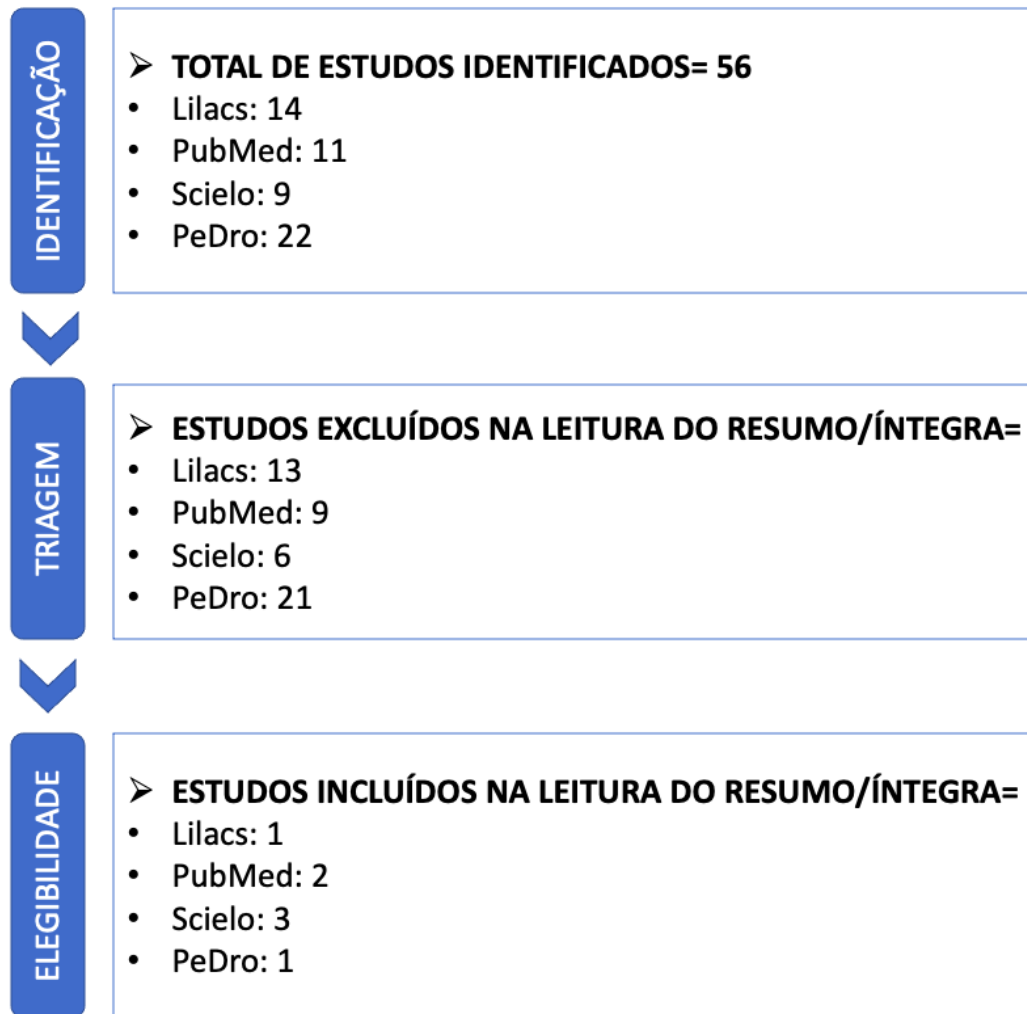 IDENTIFICAÇÃO
➢ TOTAL DE ESTUDOS IDENTIFICADOS= 56
• Lilacs: 14
• PubMed: 11
• Scielo: 9
• PeDro: 22
TRIAGEM
➢ ESTUDOS EXCLUÍDOS NA LEITURA DO RESUMO/ÍNTEGRA=
• Lilacs: 13
• PubMed: 9
• Scielo: 6
• PeDro: 21
ELEGIBILIDADE
➢ ESTUDOS INCLUÍDOS NA LEITURA DO RESUMO/ÍNTEGRA=
• Lilacs: 1
• PubMed: 2
• Scielo: 3
• PeDro: 1